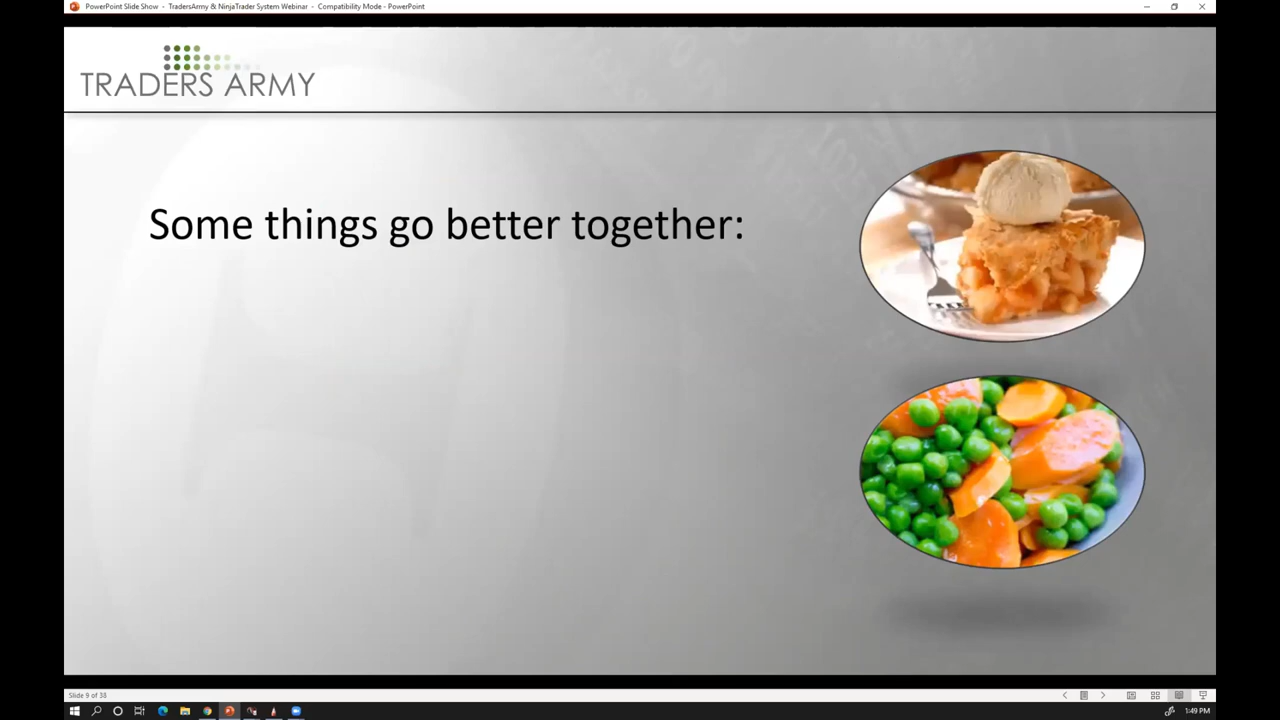 PowerPoint Slide Show - TradersArmy & NinjaTrader System Webinar - Compatibility Mode - PowerPoint
TRADERS ARMY
Some things go better together:
Slide 9 of 38
1:49 PM